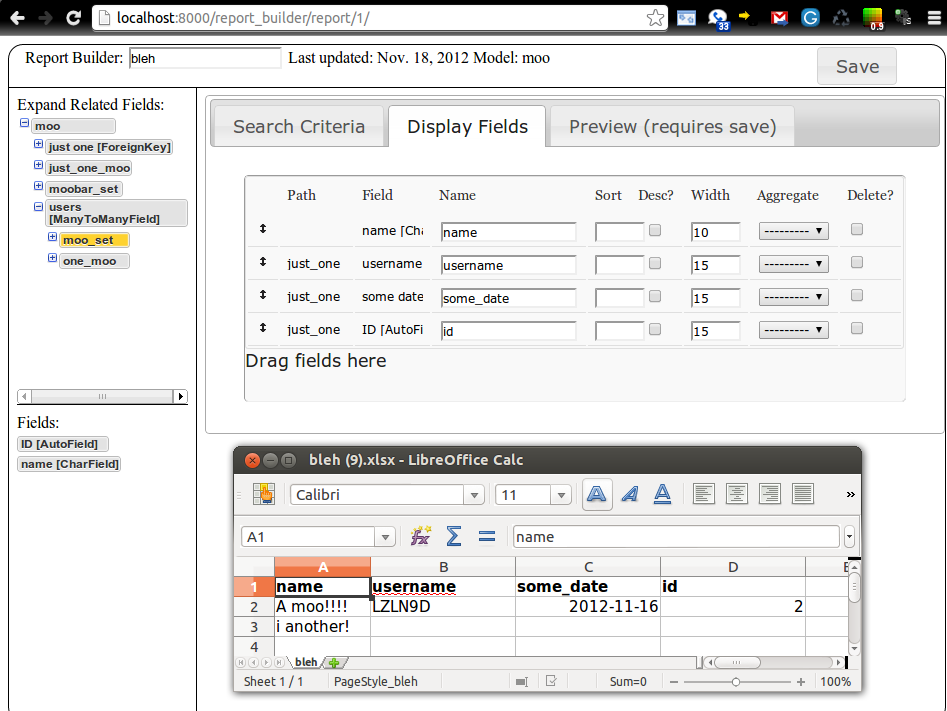 localhost:8000/report_builder/report/1/
33
0.9
Report Builder: bleh Last updated: Nov. 18, 2012 Model: moo
Save
Expand Related Fields:
moo
just one [ForeignKey]
just_one_moo
moobar_set
users
[ManyToManyField]
moo_set
one_moo
Fields:
ID [AutoField]
name [CharField]
Search Criteria Display Fields Preview (requires save)
Path Field Name Sort Desc? Width Aggregate Delete?
name [Cha name 10 ---------
just_one username username 15 ---------
just_one some date some_date 15 ---------
just_one ID [AutoFi id 15 ---------
Drag fields here
bleh (9).xlsx - LibreOffice Calc
Calibri 11
A1 name
A B C D E
1 name username some_date id
2 A moo!!!! LZLN9D 2012-11-16 2
3 i another!
4
bleh
Sheet 1 / 1 PageStyle_bleh Sum=0 100%